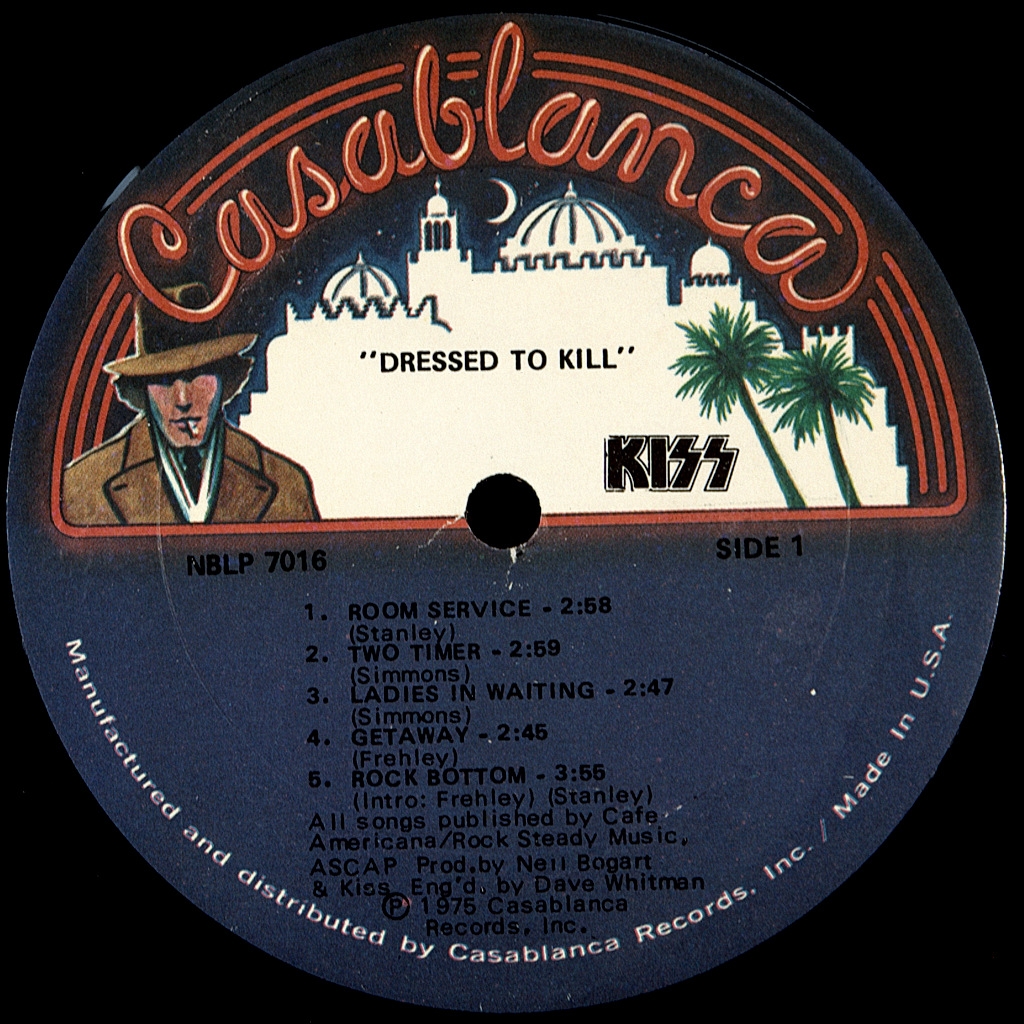 Casablanca
"DRESSED TO KILL"
KISS
NBLP 7016
SIDE 1
1. ROOM SERVICE - 2:58
(Stanley)
2. TWO TIMER - 2:59
(Simmons)
3. LADIES IN WAITING - 2:47
(Simmons)
4. GETAWAY - 2:45
(Frehley)
5. ROCK BOTTOM - 3:55
(Intro: Frehley) (Stanley)
All songs published by Cafe
Americana/Rock Steady Music,
ASCAP Prod.by Neil Bogart
& Kiss Eng'd. by Dave Whitman
℗ 1975 Casablanca
Records, Inc.
Manufactured and distributed by Casablanca Records, Inc. / Made In U.S.A.